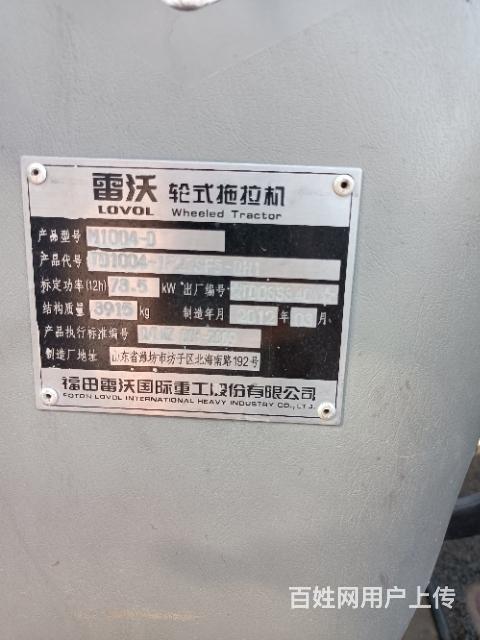 雷沃 轮式拖拉机
LOVOL Wheeled Tractor
产品型号 M1004-D
产品代号 TD1004-1
标定功率(12h) 73.5 kW 出厂编号
结构质量 3915 kg 制造年月 2012 年 03 月
产品执行标准编号
制造厂地址 山东省潍坊市坊子区北海南路192号
福田雷沃国际重工股份有限公司
FOTON LOVOL INTERNATIONAL HEAVY INDUSTRY CO.,LTD.
百姓网用户上传